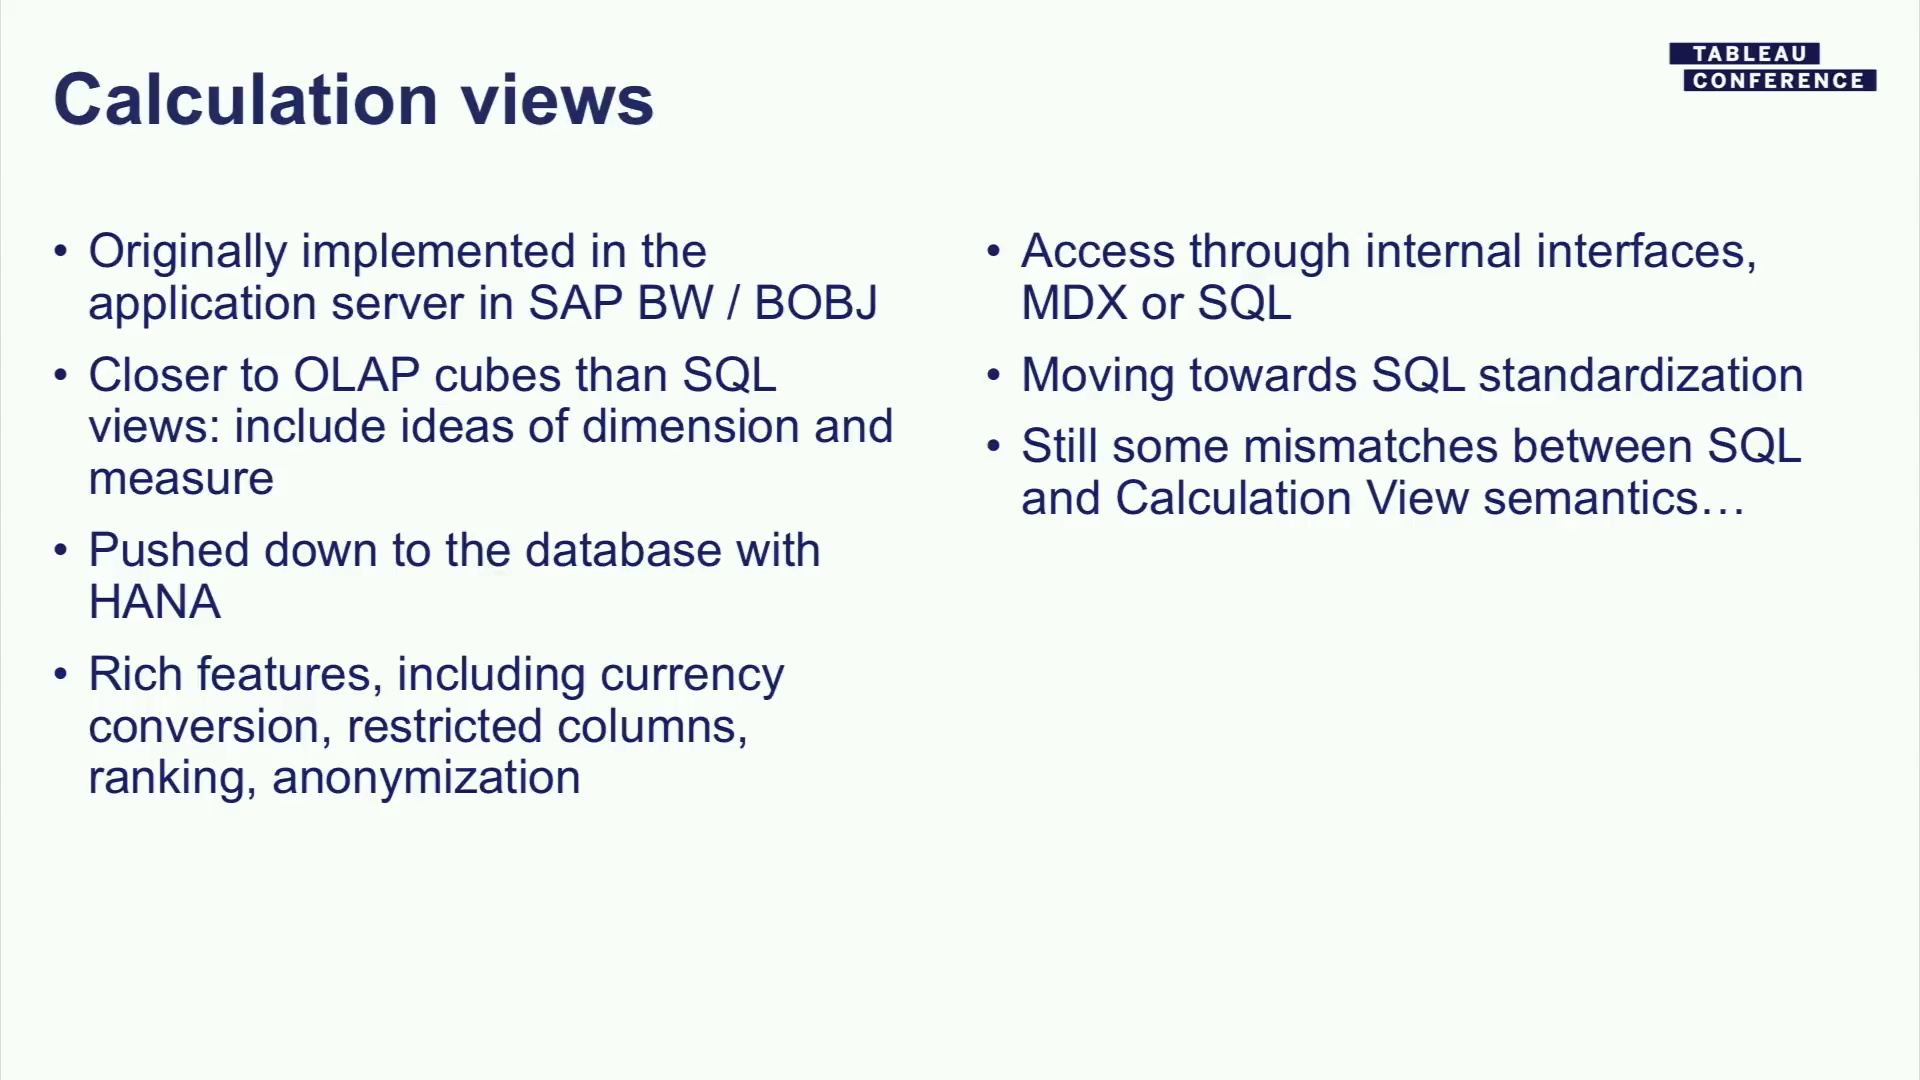 Calculation views
TABLEAU
CONFERENCE
• Originally implemented in the
application server in SAP BW / BOBJ
• Closer to OLAP cubes than SQL
views: include ideas of dimension and
measure
• Pushed down to the database with
HANA
• Rich features, including currency
conversion, restricted columns,
ranking, anonymization
• Access through internal interfaces,
MDX or SQL
• Moving towards SQL standardization
• Still some mismatches between SQL
and Calculation View semantics…